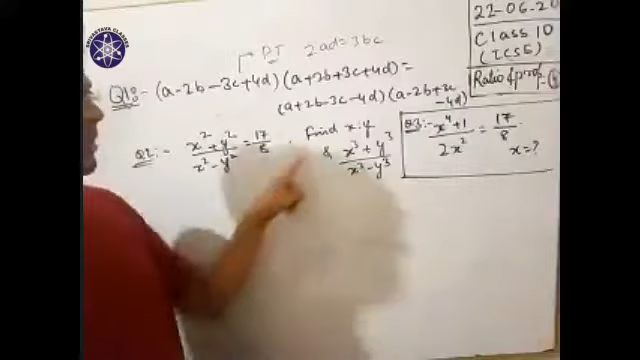 SRIVASTAVA CLASSES
22-06-20
Class 10
(ICSE)
Ratio & prop
PT 2ad=3bc
Q1:- (a-2b-3c+4d)(a+2b+3c+4d)=
(a+2b-3c-4d)(a-2b+3c
-4d)
Q2:- x²+y²/x²-y² = 17/8 . Find x:y
& x³+y³/x³-y³
Q3:- x⁴+1/2x² = 17/8 x=?